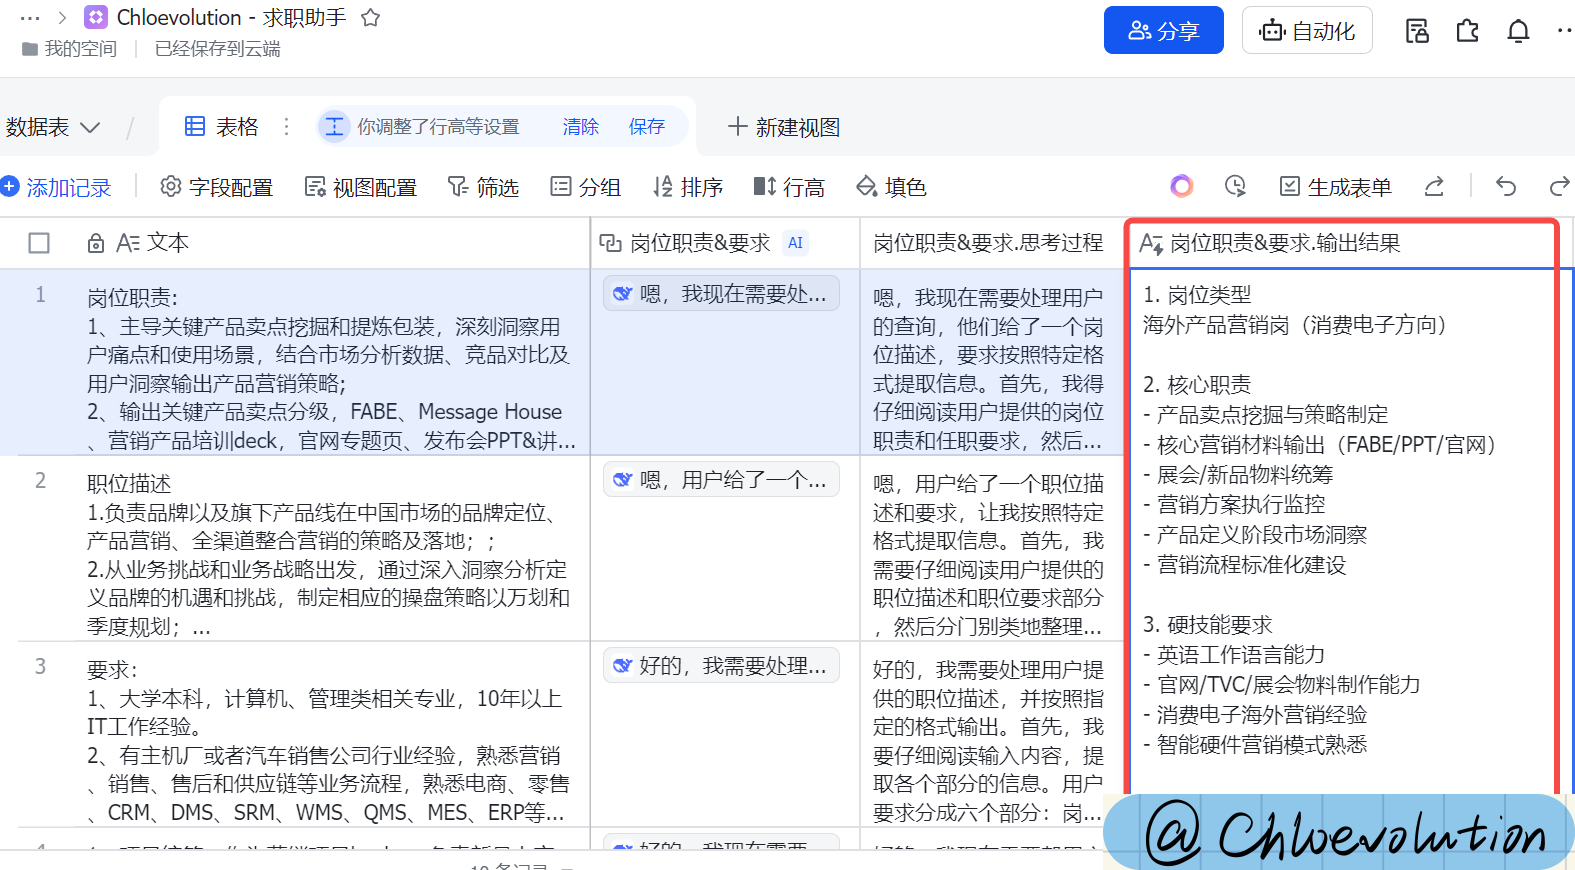 Chloevolution - 求职助手
我的空间 | 已经保存到云端
分享
自动化
数据表
表格
你调整了行高等设置 清除 保存
新建视图
添加记录 字段配置 视图配置 筛选 分组 排序 行高 填色 生成表单
文本
岗位职责&要求 AI
岗位职责&要求.思考过程
岗位职责&要求.输出结果
1
岗位职责:
1、主导关键产品卖点挖掘和提炼包装，深刻洞察用
户痛点和使用场景，结合市场分析数据、竞品对比及
用户洞察输出产品营销策略;
2、输出关键产品卖点分级，FABE、Message House
、营销产品培训deck，官网专题页、发布会PPT&讲...
嗯，我现在需要处...
嗯，我现在需要处理用户
的查询，他们给了一个岗
位描述，要求按照特定格
式提取信息。首先，我得
仔细阅读用户提供的岗位
职责和任职要求，然后...
1. 岗位类型
海外产品营销岗（消费电子方向）
2. 核心职责
- 产品卖点挖掘与策略制定
- 核心营销材料输出（FABE/PPT/官网）
- 展会/新品物料统筹
- 营销方案执行监控
- 产品定义阶段市场洞察
- 营销流程标准化建设
3. 硬技能要求
- 英语工作语言能力
- 官网/TVC/展会物料制作能力
- 消费电子海外营销经验
- 智能硬件营销模式熟悉
2
职位描述
1.负责品牌以及旗下产品线在中国市场的品牌定位、
产品营销、全渠道整合营销的策略及落地；;
2.从业务挑战和业务战略出发，通过深入洞察分析定
义品牌的机遇和挑战，制定相应的操盘策略以万划和
季度规划；...
嗯，用户给了一个...
嗯，用户给了一个职位描
述和要求，让我按照特定
格式提取信息。首先，我
需要仔细阅读用户提供的
职位描述和职位要求部分
，然后分门别类地整理...
3
要求:
1、大学本科，计算机、管理类相关专业，10年以上
IT工作经验。
2、有主机厂或者汽车销售公司行业经验，熟悉营销
、销售、售后和供应链等业务流程，熟悉电商、零售
、CRM、DMS、SRM、WMS、QMS、MES、ERP等...
好的，我需要处理...
好的，我需要处理用户提
供的职位描述，并按照指
定的格式输出。首先，我
要仔细阅读输入内容，提
取各个部分的信息。用户
要求分成六个部分：岗...
@Chloevolution